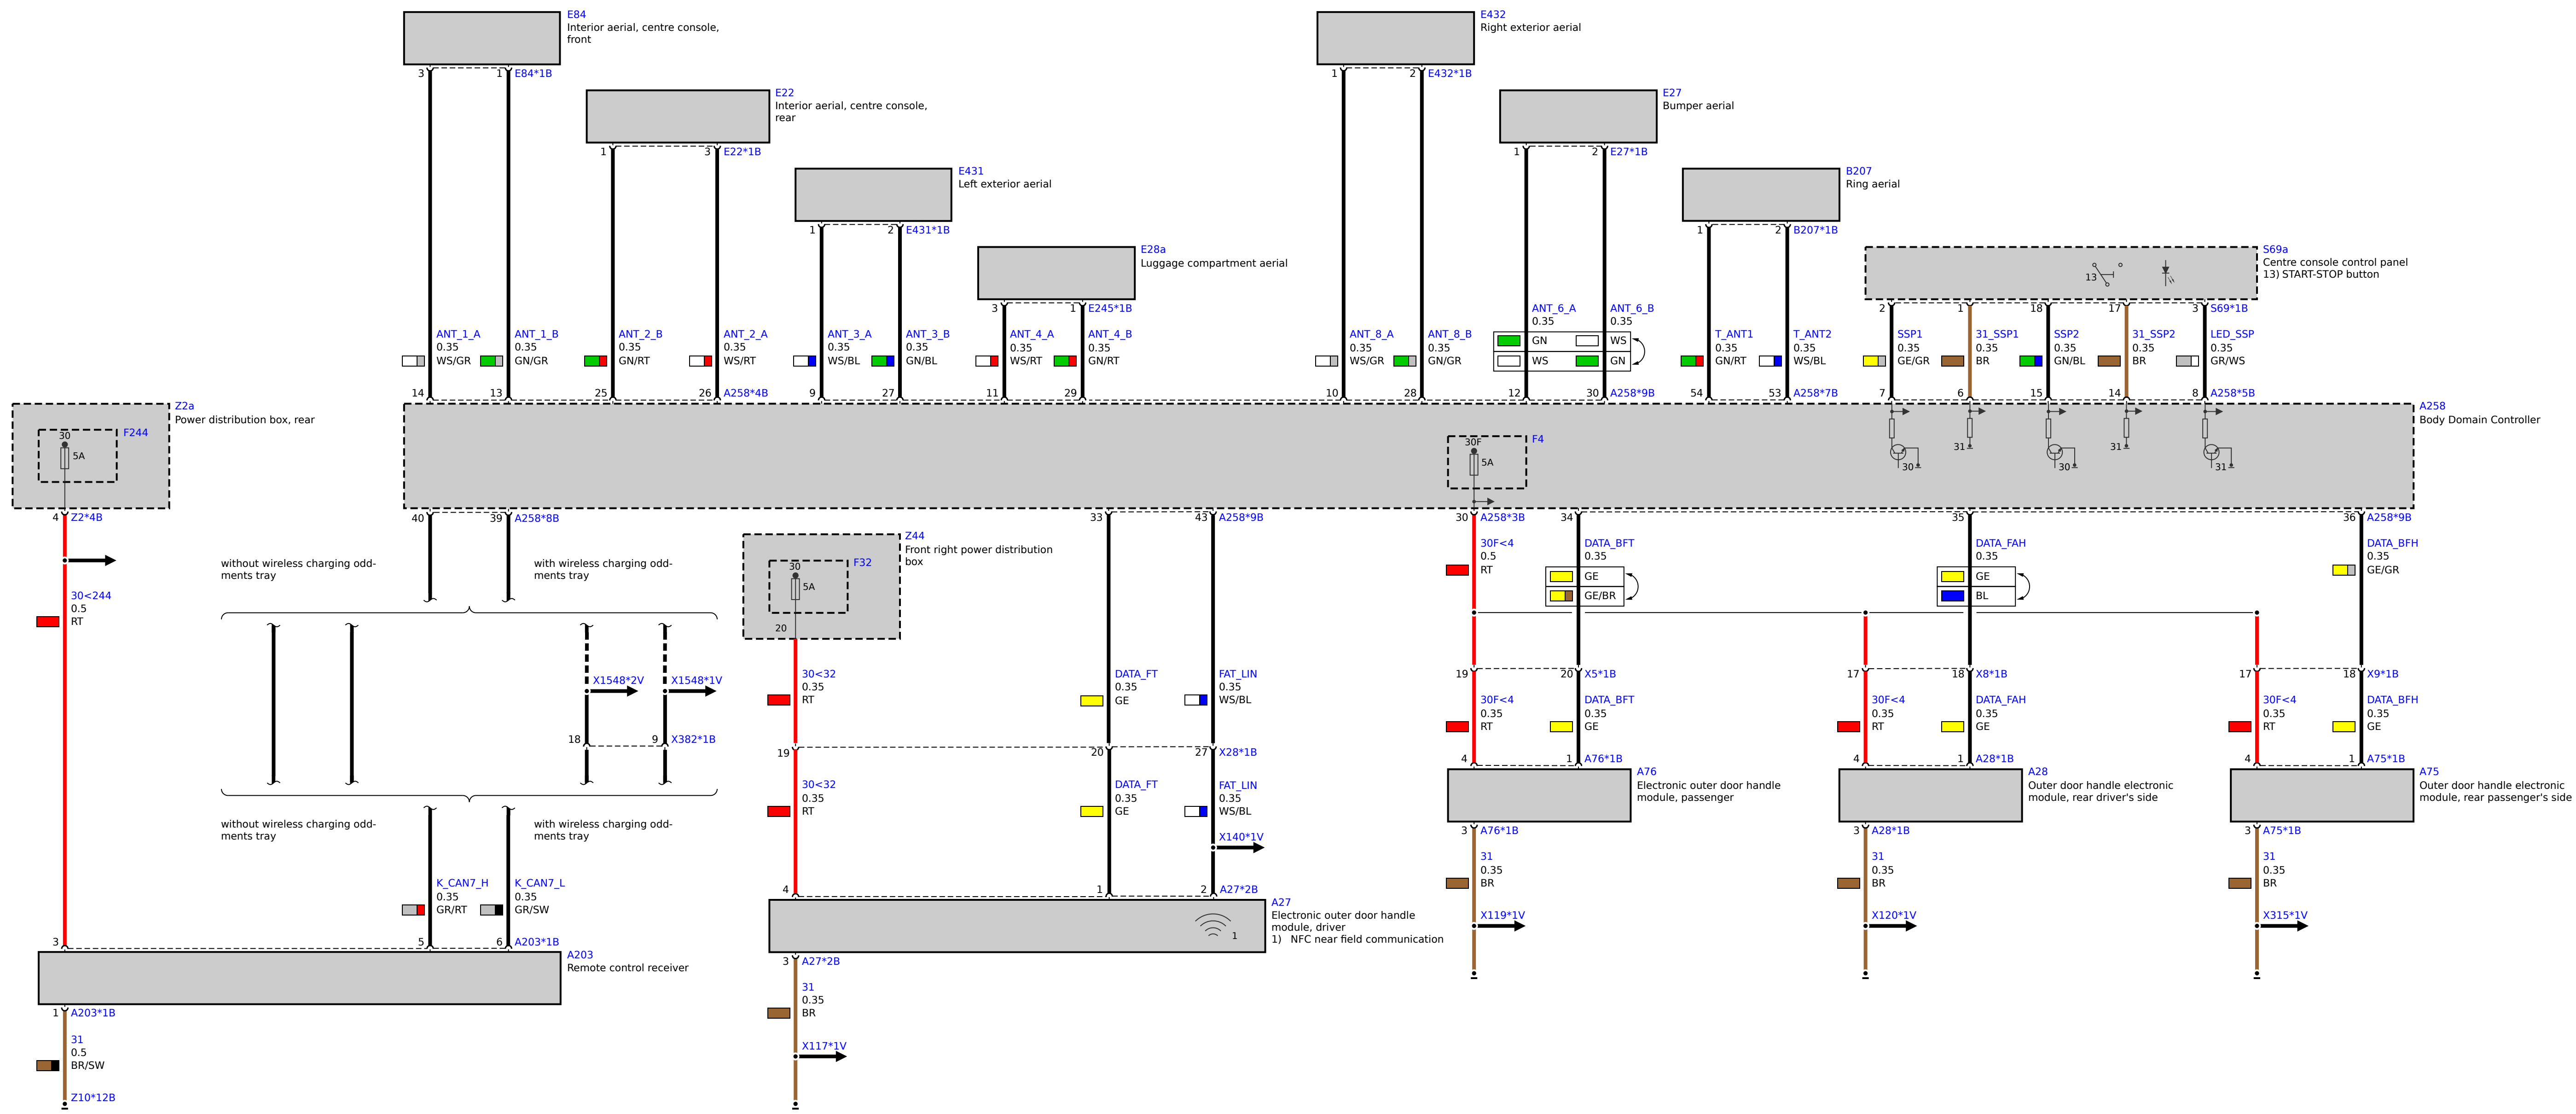 E84
Interior aerial, centre console,
front
3
1
E84*1B
E432
Right exterior aerial
1
2
E432*1B
E22
Interior aerial, centre console,
rear
1
3
E22*1B
E27
Bumper aerial
1
2
E27*1B
E431
Left exterior aerial
1
2
E431*1B
B207
Ring aerial
1
2
B207*1B
E28a
Luggage compartment aerial
3
1
E245*1B
S69a
Centre console control panel
13) START-STOP button
13
2
1
18
17
3
S69*1B
ANT_1_A
0.35
WS/GR
ANT_1_B
0.35
GN/GR
ANT_2_B
0.35
GN/RT
ANT_2_A
0.35
WS/RT
ANT_3_A
0.35
WS/BL
ANT_3_B
0.35
GN/BL
ANT_4_A
0.35
WS/RT
ANT_4_B
0.35
GN/RT
ANT_8_A
0.35
WS/GR
ANT_8_B
0.35
GN/GR
ANT_6_A
0.35
GN
WS
ANT_6_B
0.35
WS
GN
T_ANT1
0.35
GN/RT
T_ANT2
0.35
WS/BL
SSP1
0.35
GE/GR
31_SSP1
0.35
BR
SSP2
0.35
GN/BL
31_SSP2
0.35
BR
LED_SSP
0.35
GR/WS
14
13
25
26
A258*4B
9
27
11
29
10
28
12
30
A258*9B
54
53
A258*7B
7
6
15
14
8
A258*5B
Z2a
Power distribution box, rear
F244
30
5A
A258
Body Domain Controller
F4
30F
5A
30
31
30
31
31
4
Z2*4B
40
39
A258*8B
33
43
A258*9B
30
A258*3B
34
35
36
A258*9B
30<244
0.5
RT
without wireless charging odd-
ments tray
with wireless charging odd-
ments tray
X1548*2V
X1548*1V
18
9
X382*1B
without wireless charging odd-
ments tray
with wireless charging odd-
ments tray
K_CAN7_H
0.35
GR/RT
K_CAN7_L
0.35
GR/SW
3
5
6
A203*1B
A203
Remote control receiver
1
A203*1B
31
0.5
BR/SW
Z10*12B
Z44
Front right power distribution
box
F32
30
5A
20
30<32
0.35
RT
DATA_FT
0.35
GE
FAT_LIN
0.35
WS/BL
19
20
27
X28*1B
30<32
0.35
RT
DATA_FT
0.35
GE
FAT_LIN
0.35
WS/BL
X140*1V
4
1
2
A27*2B
A27
Electronic outer door handle
module, driver
1) NFC near field communication
1
3
A27*2B
31
0.35
BR
X117*1V
30F<4
0.5
RT
DATA_BFT
0.35
GE
GE/BR
DATA_FAH
0.35
GE
BL
DATA_BFH
0.35
GE/GR
19
20
X5*1B
17
18
X8*1B
17
18
X9*1B
30F<4
0.35
RT
DATA_BFT
0.35
GE
30F<4
0.35
RT
DATA_FAH
0.35
GE
30F<4
0.35
RT
DATA_BFH
0.35
GE
4
1
A76*1B
4
1
A28*1B
4
1
A75*1B
A76
Electronic outer door handle
module, passenger
A28
Outer door handle electronic
module, rear driver's side
A75
Outer door handle electronic
module, rear passenger's side
3
A76*1B
3
A28*1B
3
A75*1B
31
0.35
BR
31
0.35
BR
31
0.35
BR
X119*1V
X120*1V
X315*1V